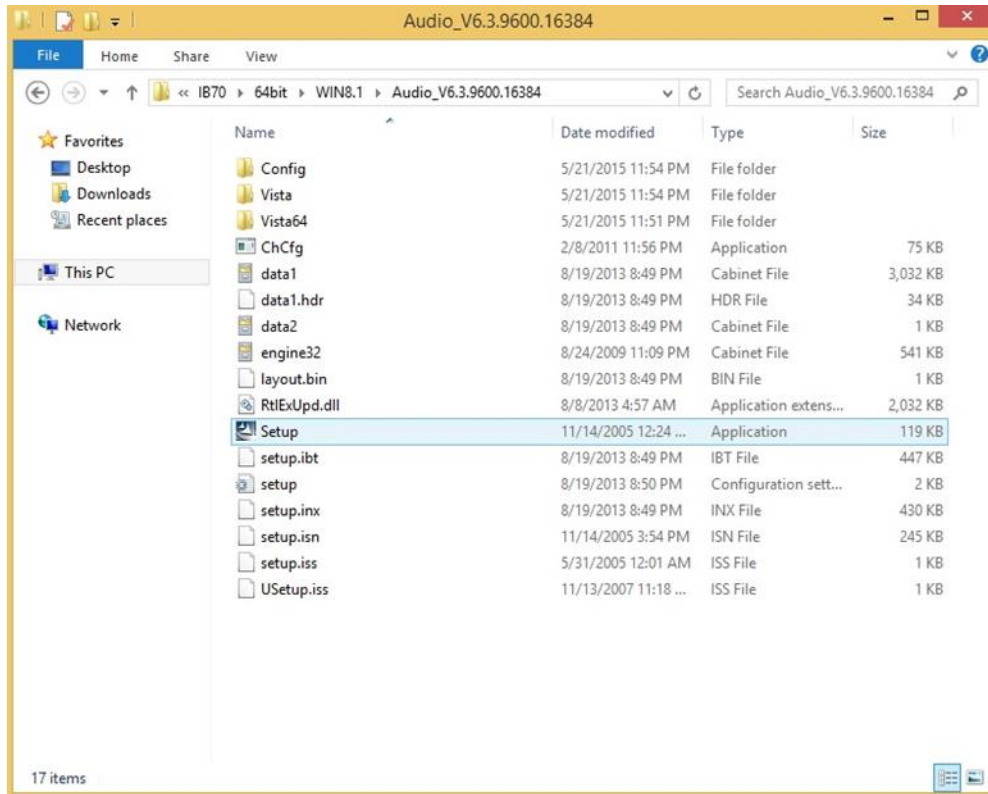 Audio_V6.3.9600.16384
File Home Share View
« IB70 WIN8.1 64bit Audio_V6.3.9600.16384 Search Audio_V6.3.9600.16384
Name Date modified Type Size
Favorites
Desktop
Downloads
Recent places
This PC
Network
Config 5/21/2015 11:54 PM File folder
Vista 5/21/2015 11:54 PM File folder
Vista64 5/21/2015 11:51 PM File folder
ChCfg 2/8/2011 11:56 PM Application 75 KB
data1 8/19/2013 8:49 PM Cabinet File 3,032 KB
data1.hdr 8/19/2013 8:49 PM HDR File 34 KB
data2 8/19/2013 8:49 PM Cabinet File 1 KB
engine32 8/24/2009 11:09 PM Cabinet File 541 KB
layout.bin 8/19/2013 8:49 PM BIN File 1 KB
RtlExUpd.dll 8/8/2013 4:57 AM Application extens... 2,032 KB
Setup 11/14/2005 12:24 ... Application 119 KB
setup.ibt 8/19/2013 8:49 PM IBT File 447 KB
setup 8/19/2013 8:50 PM Configuration sett... 2 KB
setup.inx 8/19/2013 8:49 PM INX File 430 KB
setup.isn 11/14/2005 3:54 PM ISN File 245 KB
setup.iss 5/31/2005 12:01 AM ISS File 1 KB
USetup.iss 11/13/2007 11:18 ... ISS File 1 KB
17 items